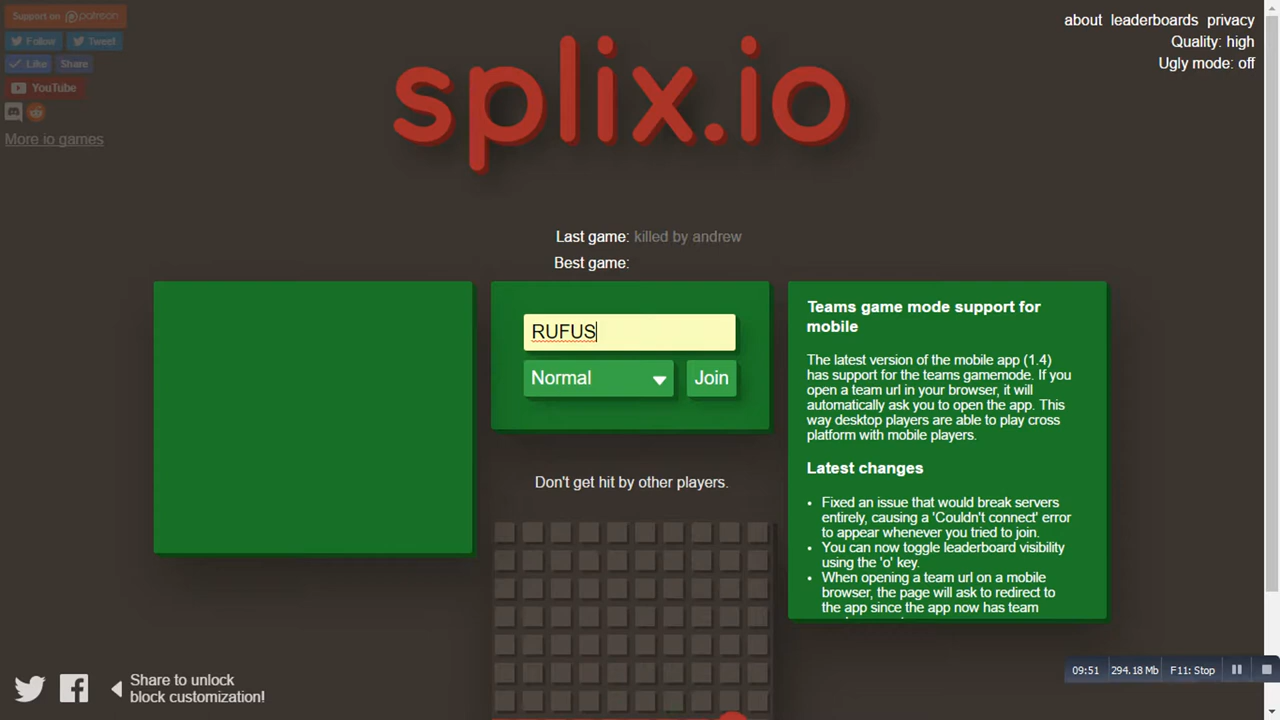 Support on patreon
Follow Tweet
Like Share
YouTube
More io games
about leaderboards privacy
Quality: high
Ugly mode: off
splix.io
Last game: killed by andrew
Best game:
RUFUS
Normal Join
Don't get hit by other players.
Teams game mode support for
mobile
The latest version of the mobile app (1.4)
has support for the teams gamemode. If you
open a team url in your browser, it will
automatically ask you to open the app. This
way desktop players are able to play cross
platform with mobile players.
Latest changes
• Fixed an issue that would break servers
entirely, causing a 'Couldn't connect' error
to appear whenever you tried to join.
• You can now toggle leaderboard visibility
using the 'o' key.
• When opening a team url on a mobile
browser, the page will ask to redirect to
the app since the app now has team
Share to unlock
block customization!
09:51 294.18 Mb F11: Stop